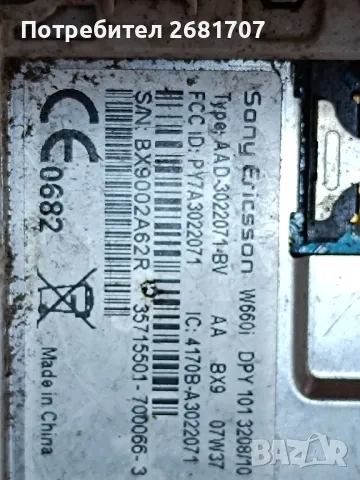 Потребител 2681707
Sony Ericsson W660i DPY 101 3208/10
Type: AAD-3022071-BV AA BX9 07W37
FCC ID: PY7A3022071 IC: 4170B-A3022071
S/N: BX9002A62R 35715501-700066-3
CE 0682
Made in China
bazar